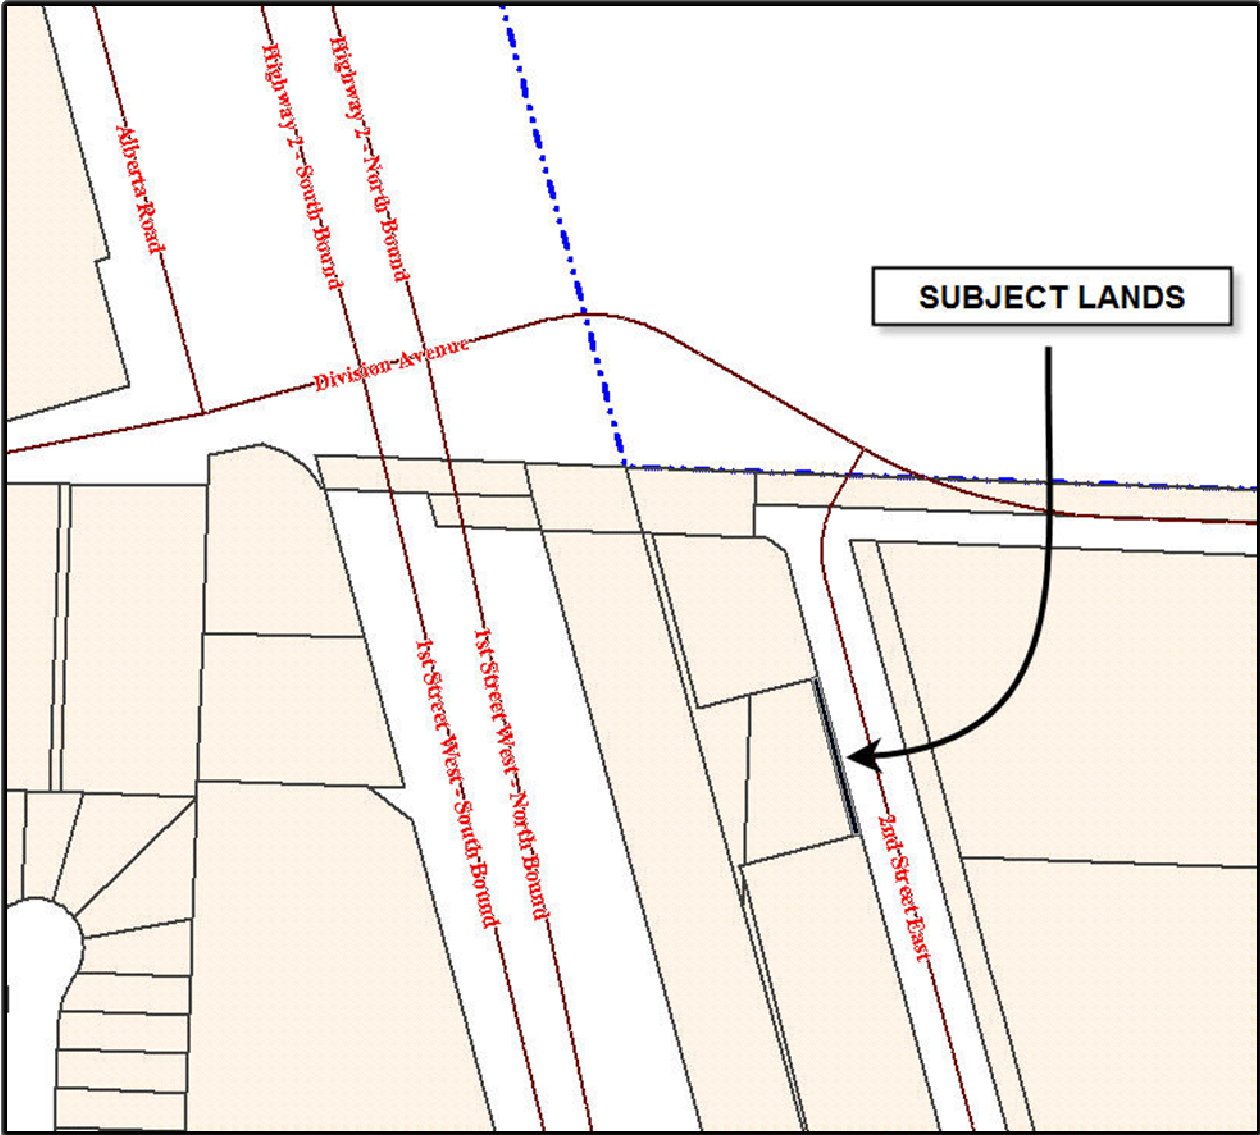 Highway 2 - South Bound
Highway 2 - North Bound
Alberta Road
SUBJECT LANDS
Division Avenue
1st Street West - South Bound
1st Street West - North Bound
2nd Street East